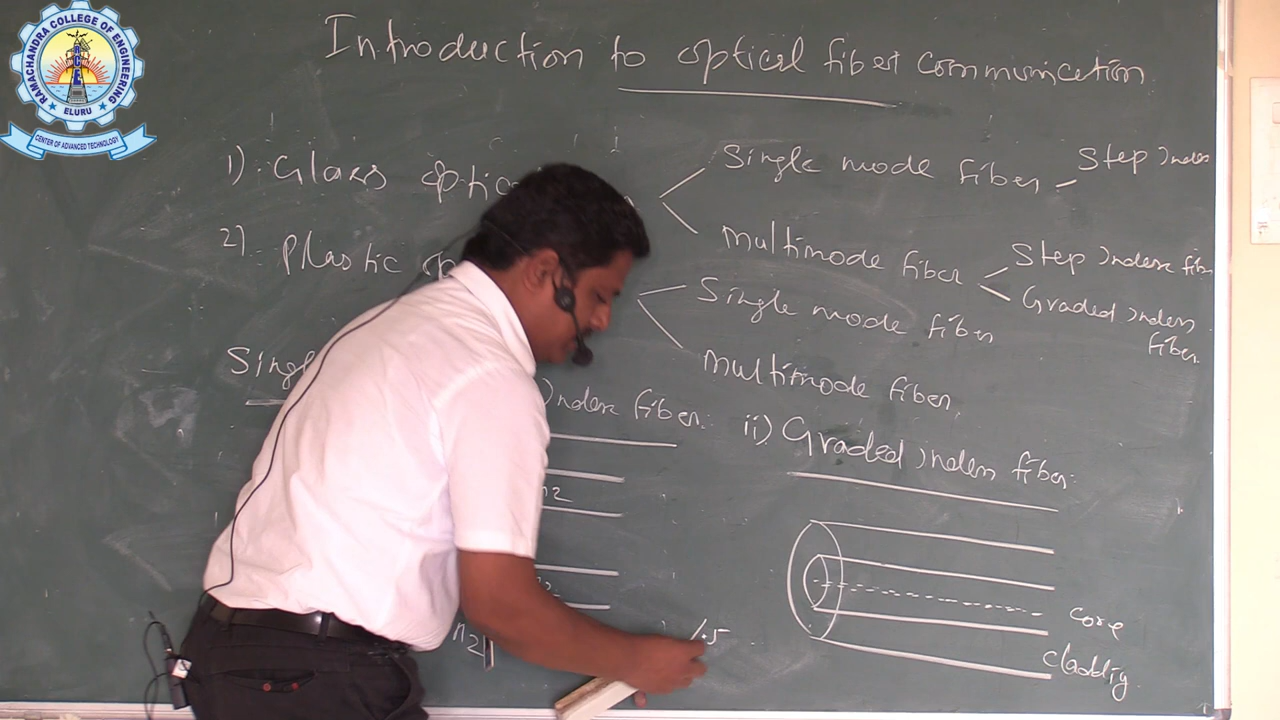 RAMACHANDRA COLLEGE OF ENGINEERING
ELURU
CENTER OF ADVANCED TECHNOLOGY
Introduction to optical fiber communication
1). Glass
Single mode fiber - Step Index
2)
Plastic
multimode fiber
Step Index
Graded Index
fiber.
Single mode fiber
multimode fiber.
Index fiber:
ii) Graded Index fiber:
n2
core
claddig